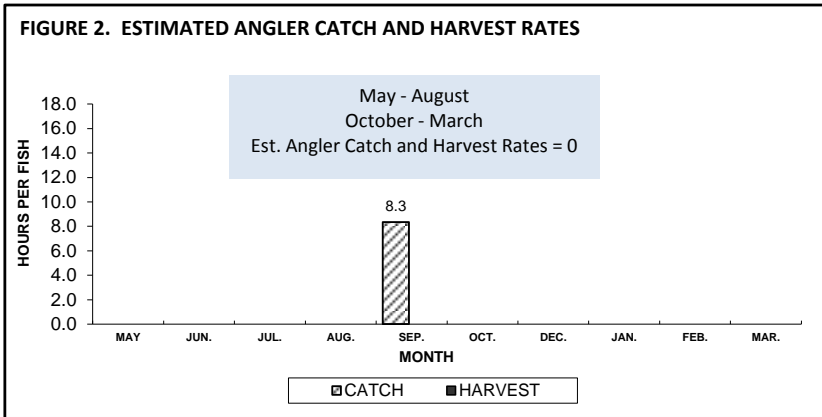 FIGURE 2.  ESTIMATED ANGLER CATCH AND HARVEST RATES
May - August
October - March
Est. Angler Catch and Harvest Rates = 0
HOURS PER FISH
18.0
16.0
14.0
12.0
10.0
8.0
6.0
4.0
2.0
0.0
8.3
MAY JUN. JUL. AUG. SEP. OCT. DEC. JAN. FEB. MAR.
MONTH
CATCH HARVEST